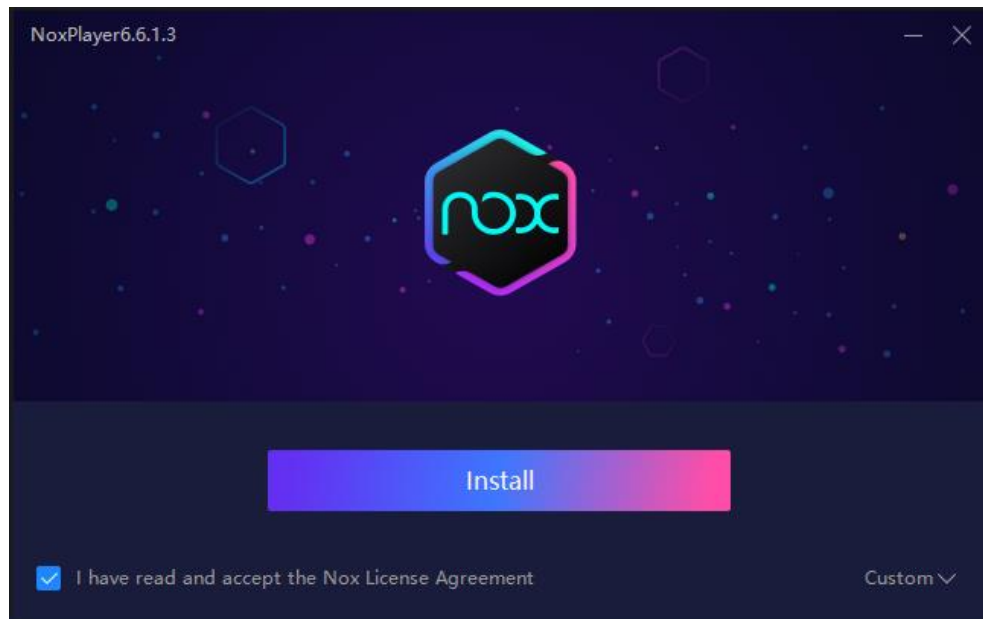 NoxPlayer6.6.1.3
nox
Install
I have read and accept the Nox License Agreement
Custom